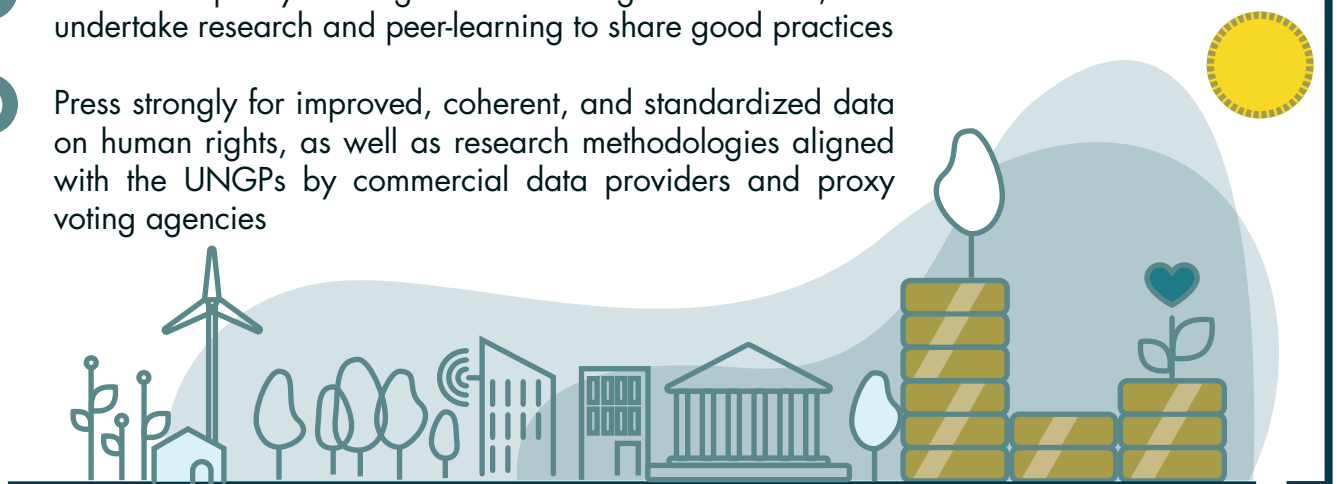 undertake research and peer-learning to share good practices
Press strongly for improved, coherent, and standardized data
on human rights, as well as research methodologies aligned
with the UNGPs by commercial data providers and proxy
voting agencies